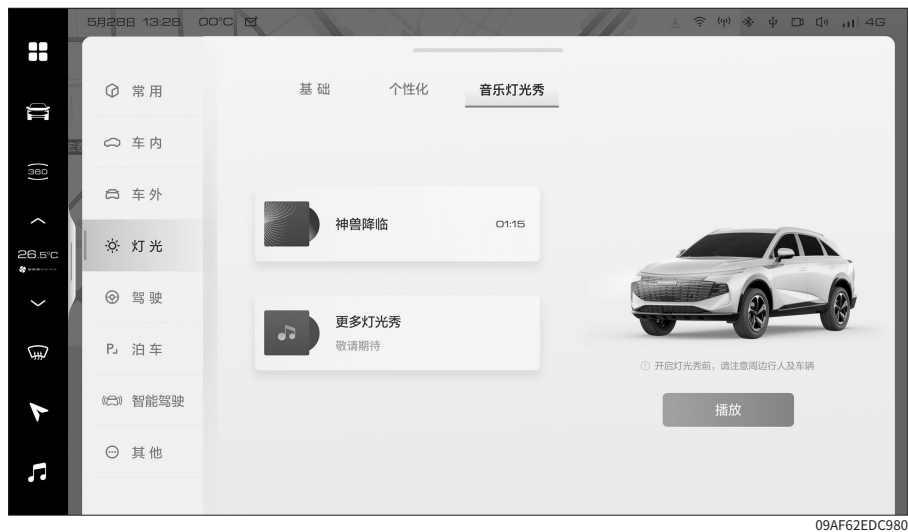 5月28日 13:28 00°C 4G
360
26.5°C
常用
车内
车外
灯光
驾驶
P 泊车
智能驾驶
其他
基础 个性化 音乐灯光秀
神兽降临 01:15
更多灯光秀
敬请期待
开启灯光秀前，请注意周边行人及车辆
播放
09AF62EDC980